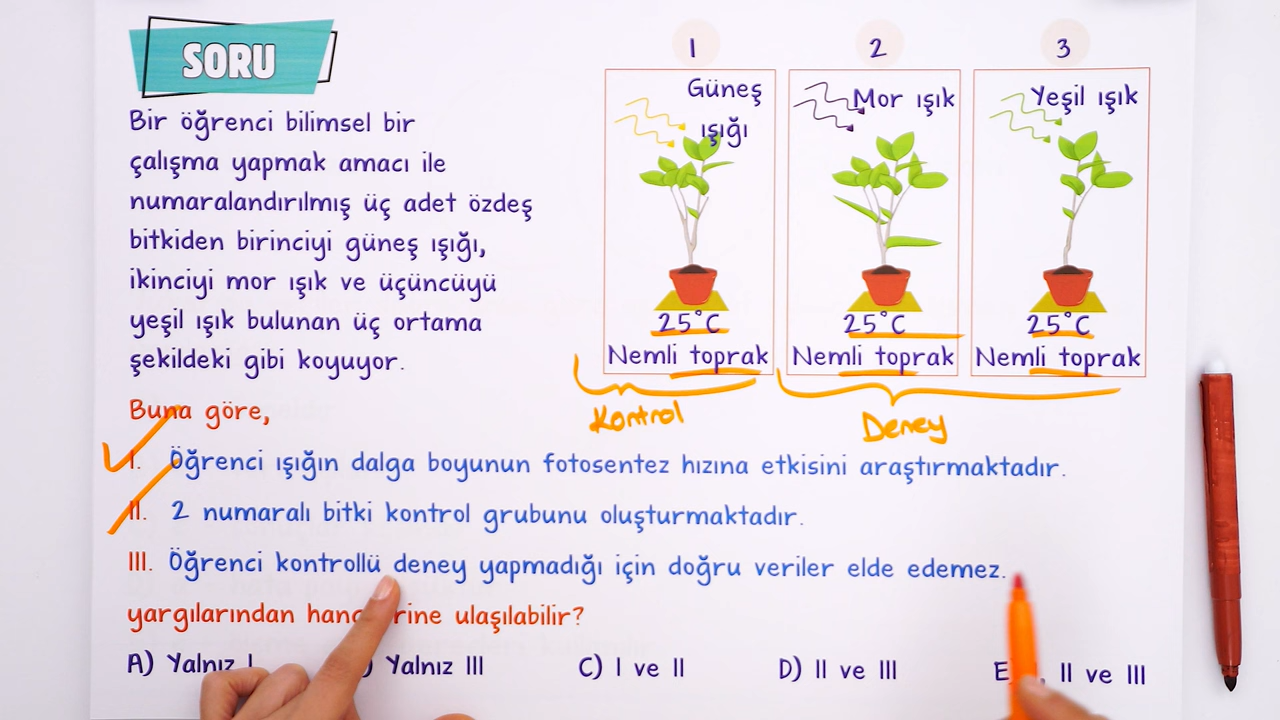 SORU
Bir öğrenci bilimsel bir
çalışma yapmak amacı ile
numaralandırılmış üç adet özdeş
bitkiden birinciyi güneş ışığı,
ikinciyi mor ışık ve üçüncüyü
yeşil ışık bulunan üç ortama
şekildeki gibi koyuyor.
1
Güneş
ışığı
25°C
Nemli toprak
2
Mor ışık
25°C
Nemli toprak
3
Yeşil ışık
25°C
Nemli toprak
Kontrol
Deney
Buna göre,
I. Öğrenci ışığın dalga boyunun fotosentez hızına etkisini araştırmaktadır.
II. 2 numaralı bitki kontrol grubunu oluşturmaktadır.
III. Öğrenci kontrollü deney yapmadığı için doğru veriler elde edemez.
yargılarından ulaşılabilir?
A) Yalnız I
) Yalnız III
C) I ve II
D) II ve III
E) , II ve III